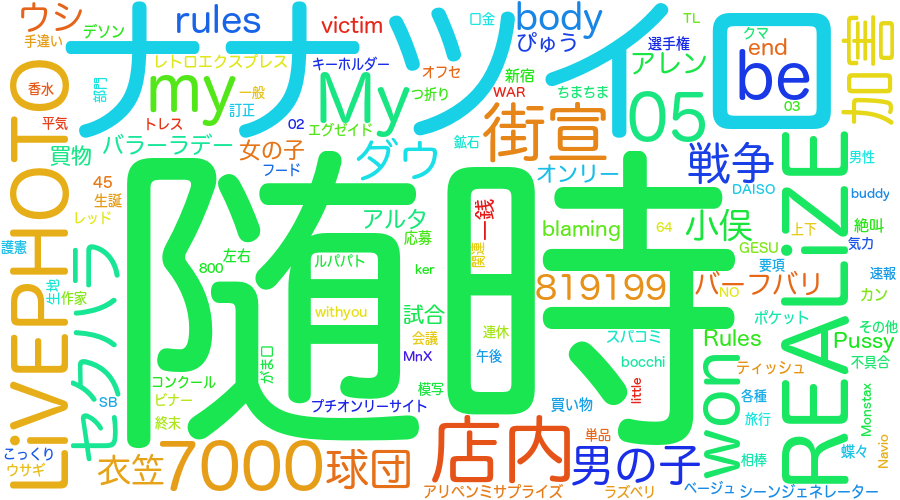 ウシ
rules
victim
ナナツイロ
口金
TL
body
ぴゅう
選手権
クマ
end
加害
手違い
デソン
レトロエクスプレス
キーホルダー
オフセ
新宿
アレン
be
香水
部門
my
一般
訂正
My
つ折り
WAR
ちまちま
05
03
平気
トレス
02
エグゼイド
鉱石
街宣
買物
バラーラデー
女の子
フード
ダウ
オンリー
戦争
男性
45
生誕
DAISO
buddy
LiVEPHOTO
レッド
随時
アルタ
一銭
blaming
64
小俣
上下
絶叫
護憲
セクハラ
左右
応募
関連
GESU
気力
REALiZE
生地
作家
800
ルパパト
ker
819199
バーフバリ
NO
要項
速報
カン
withyou
試合
連休
スパコミ
ポケット
その他
がま口
会議
MnX
午後
bocchi
Rules
Pussy
不具合
コンクール
模写
little
won
ティッシュ
SB
ピナー
プチオンリーサイト
買い物
各種
Monstax
終末
店内
単品
旅行
こっくり
ウサギ
衣笠
7000
球団
男の子
相棒
蝶々
Navio
アリペンミサプライズ
ラズベリ
ベージュ
シーンジェネレーター